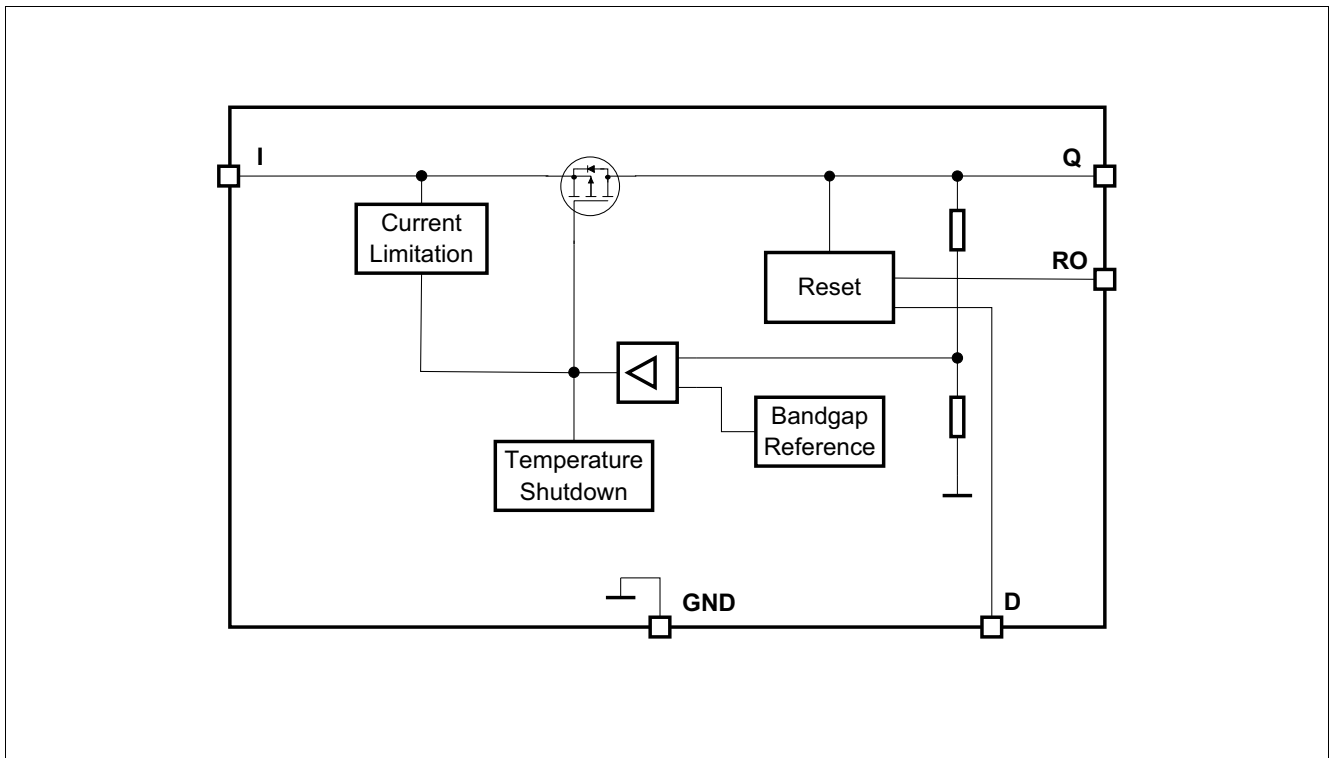 I
Q
Current
Limitation
RO
Reset
Bandgap
Reference
Temperature
Shutdown
GND
D